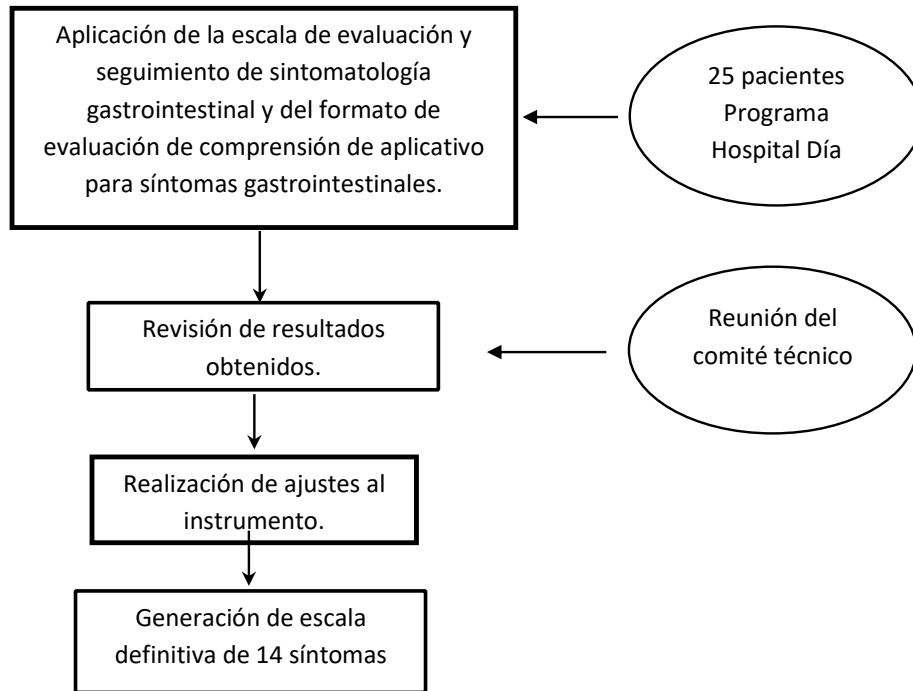 Aplicación de la escala de evaluación y
seguimiento de sintomatología
gastrointestinal y del formato de
evaluación de comprensión de aplicativo
para síntomas gastrointestinales.
25 pacientes
Programa
Hospital Día
Revisión de resultados
obtenidos.
Reunión del
comité técnico
Realización de ajustes al
instrumento.
Generación de escala
definitiva de 14 síntomas